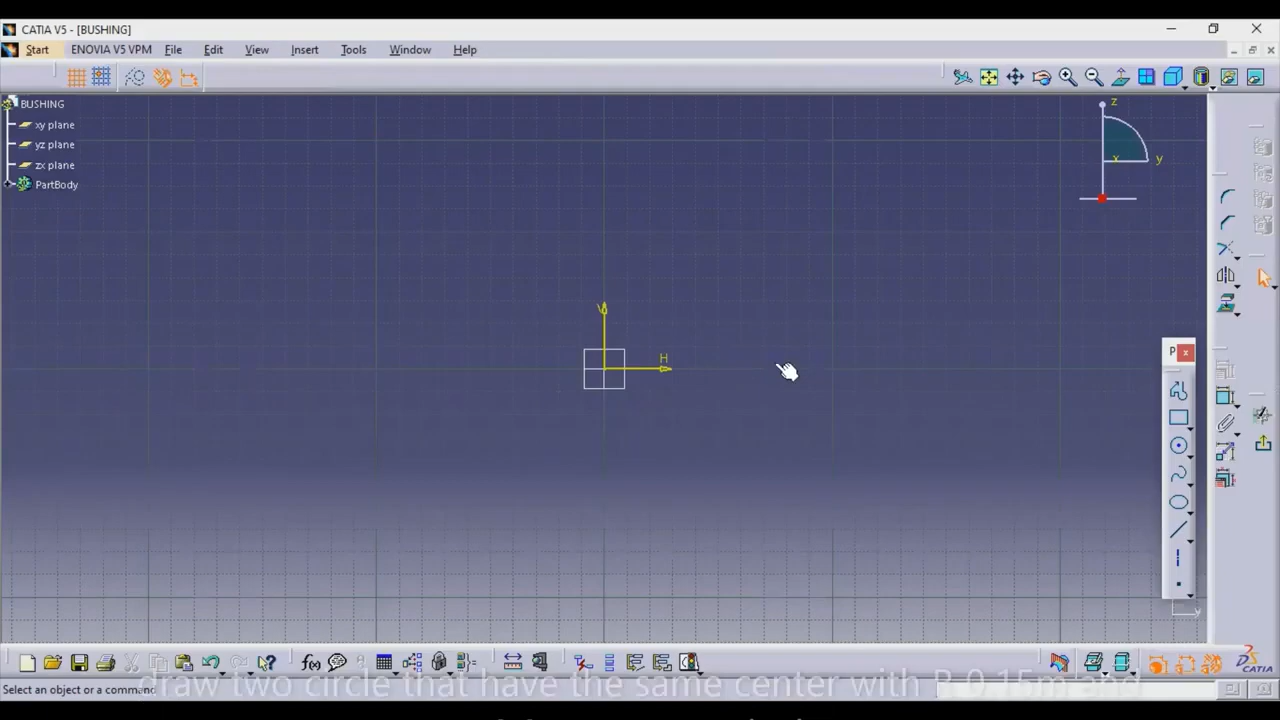 CATIA V5 - [BUSHING]
Start ENOVIA V5 VPM File Edit View Insert Tools Window Help
BUSHING
xy plane
yz plane
zx plane
PartBody
z
x
y
V
H
P
f(x)
CATIA
draw two circle that have the same center with R 0.15m and
Select an object or a command